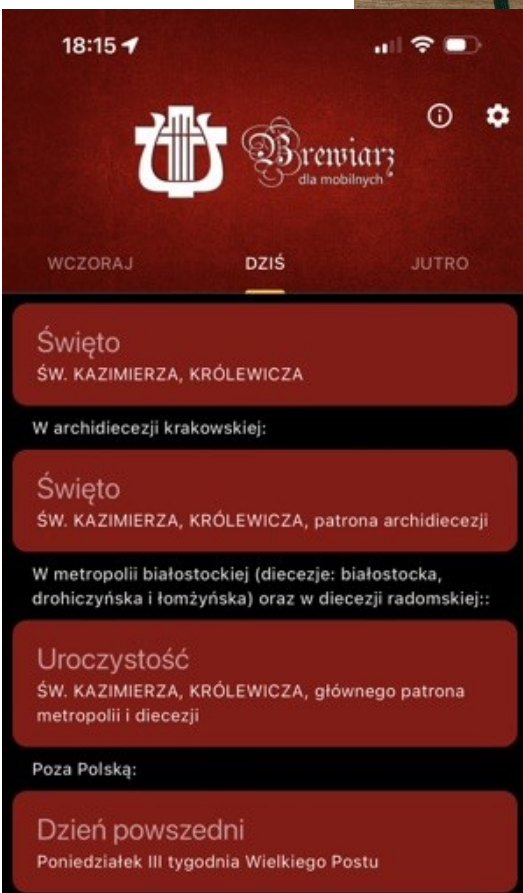 18:15
Brewiarz
dla mobilnych
WCZORAJ DZIŚ JUTRO
Święto
ŚW. KAZIMIERZA, KRÓLEWICZA
W archidiecezji krakowskiej:
Święto
ŚW. KAZIMIERZA, KRÓLEWICZA, patrona archidiecezji
W metropolii białostockiej (diecezje: białostocka,
drohiczyńska i łomżyńska) oraz w diecezji radomskiej::
Uroczystość
ŚW. KAZIMIERZA, KRÓLEWICZA, głównego patrona
metropolii i diecezji
Poza Polską:
Dzień powszedni
Poniedziałek III tygodnia Wielkiego Postu